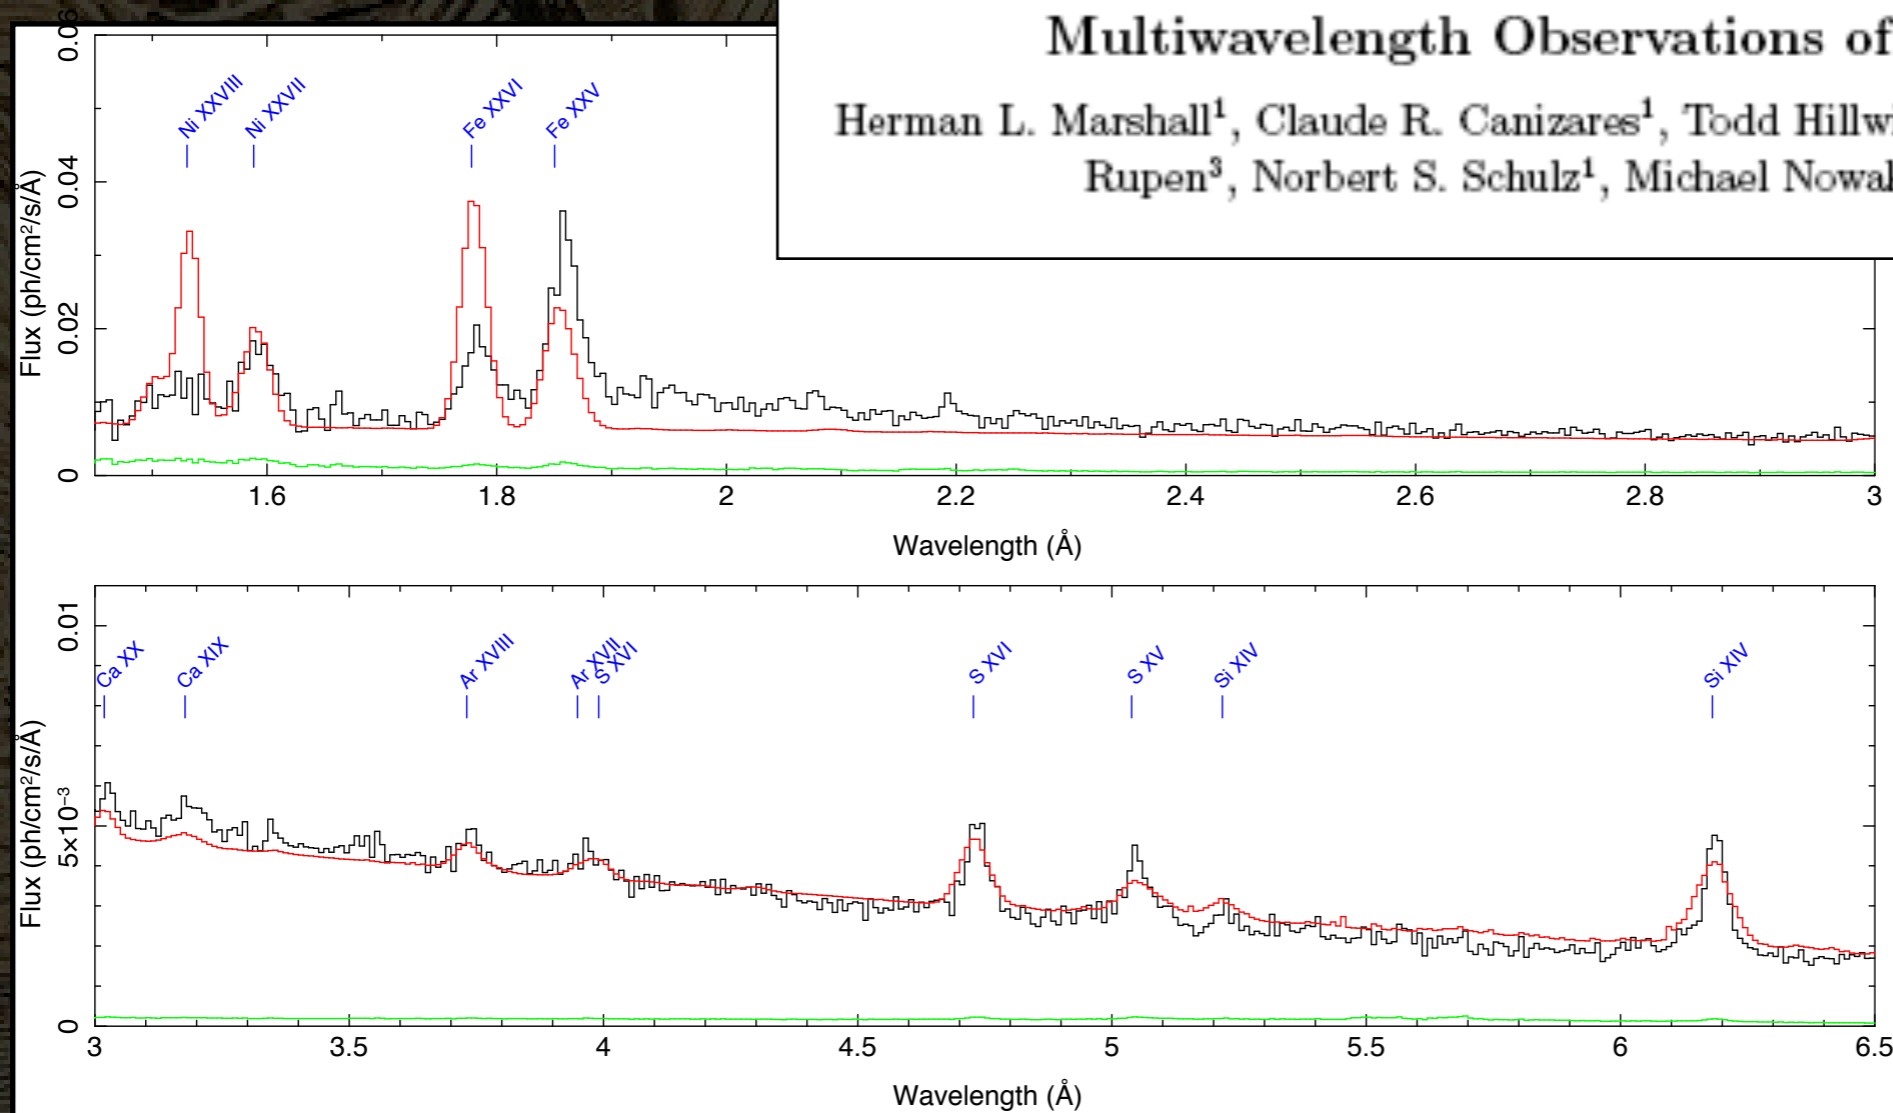 Multiwavelength Observations of
Herman L. Marshall¹, Claude R. Canizares¹, Todd
Rupen³, Norbert S. Schulz¹, Michael
0.06
0.04
0.02
0
Flux (ph/cm²/s/Å)
Ni XXVIII
Ni XXVII
Fe XXVI
Fe XXV
1.6
1.8
2
2.2
2.4
2.6
2.8
3
Wavelength (Å)
0.01
5×10⁻³
0
Flux (ph/cm²/s/Å)
Ca XX
Ca XIX
Ar XVIII
Ar XVII
S XVI
S XVI
S XV
Si XIV
Si XIV
3
3.5
4
4.5
5
5.5
6
6.5
Wavelength (Å)